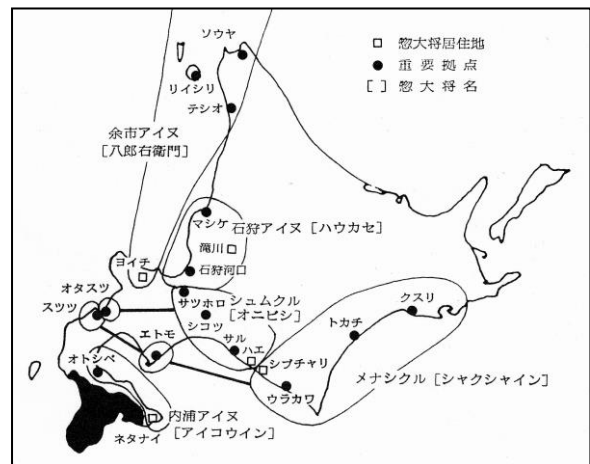 ソウヤ
□ 惣大将居住地
● 重要拠点
[ ] 惣大将名
リイシリ
テシオ
余市アイヌ
[八郎右衛門]
マシケ
石狩アイヌ [ハウカセ]
滝川
ヨイチ
石狩河口
オタスツ
スツツ
サツホロ
シュムクル
[オニビシ]
シコツ
クスリ
エトモ
トカチ
サル
ハエ
シブチャリ
オトシベ
メナシクル [シャクシャイン]
ウラカワ
内浦アイヌ
[アイコウイン]
ネタナイ